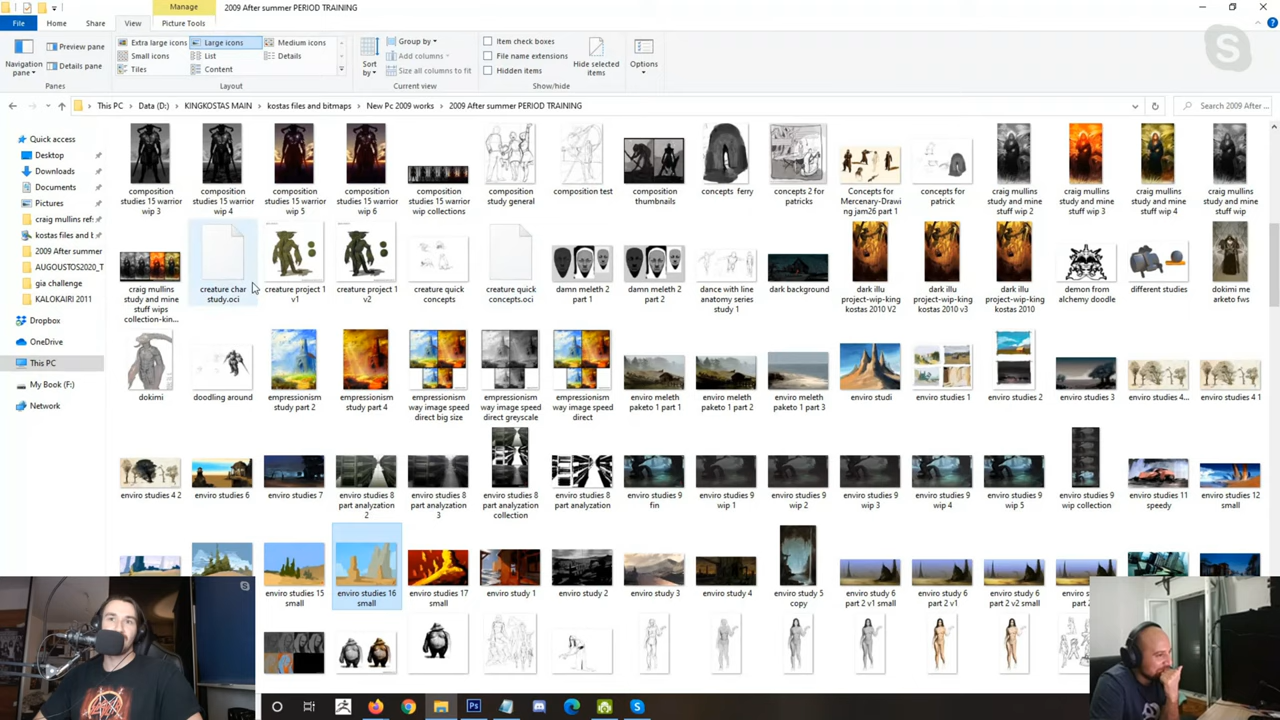 Manage
2009 After summer PERIOD TRAINING
File
Home
Share
View
Picture Tools
Navigation
pane
Preview pane
Details pane
Extra large icons
Large icons
Medium icons
Small icons
List
Details
Tiles
Content
Sort
by
Group by
Add columns
Size all columns to fit
Item check boxes
File name extensions
Hidden items
Hide selected
items
Options
Panes
Layout
Current view
Show/hide
This PC
Data (D:)
KINGKOSTAS MAIN
kostas files and bitmaps
New Pc 2009 works
2009 After summer PERIOD TRAINING
Search 2009 After...
Quick access
Desktop
Downloads
Documents
Pictures
craig mullins ref:
kostas files and b
2009 After summer
AUGOUSTOS2020_T
gia challenge
KALOKAIRI 2011
Dropbox
OneDrive
This PC
My Book (F:)
Network
composition
studies 15 warrior
wip 3
composition
studies 15 warrior
wip 4
composition
studies 15 warrior
wip 5
composition
studies 15 warrior
wip 6
composition
studies 15 warrior
wip collections
composition
study general
composition test
composition
thumbnails
concepts ferry
concepts 2 for
patricks
Concepts for
Mercenary-Drawi
ng jam26 part 1
concepts for
patrick
craig mullins
study and mine
stuff wip 2
craig mullins
study and mine
stuff wip 3
craig mullins
study and mine
stuff wip 4
craig mullins
study and mine
stuff wip
craig mullins
study and mine
stuff wips
collection-kin...
creature char
study.oci
creature project 1
v1
creature project 1
v2
creature quick
concepts
creature quick
concepts.oci
damn meleth 2
part 1
damn meleth 2
part 2
dance with line
anatomy series
study 1
dark background
dark illu
project-wip-king
kostas 2010 V2
dark illu
project-wip-king
kostas 2010 v3
dark illu
project-wip-king
kostas 2010
demon from
alchemy doodle
different studies
dokimi me
arketo fws
dokimi
doodling around
empressionism
study part 2
empressionism
study part 4
empressionism
way image speed
direct big size
empressionism
way image speed
direct greyscale
empressionism
way image speed
direct
enviro meleth
paketo 1 part 1
enviro meleth
paketo 1 part 2
enviro meleth
paketo 1 part 3
enviro studi
enviro studies 1
enviro studies 2
enviro studies 3
enviro studies 4...
enviro studies 4 1
enviro studies 4 2
enviro studies 6
enviro studies 7
enviro studies 8
part analyzation
2
enviro studies 8
part analyzation
3
enviro studies 8
part analyzation
collection
enviro studies 8
part analyzation
enviro studies 9
fin
enviro studies 9
wip 1
enviro studies 9
wip 2
enviro studies 9
wip 3
enviro studies 9
wip 4
enviro studies 9
wip 5
enviro studies 9
wip collection
enviro studies 11
speedy
enviro studies 12
small
enviro studies 15
small
enviro studies 16
small
enviro studies 17
small
enviro study 1
enviro study 2
enviro study 3
enviro study 4
enviro study 5
copy
enviro study 6
part 2 v1 small
enviro study 6
part 2 v1
enviro study 6
part 2 v2 small
enviro
part 2